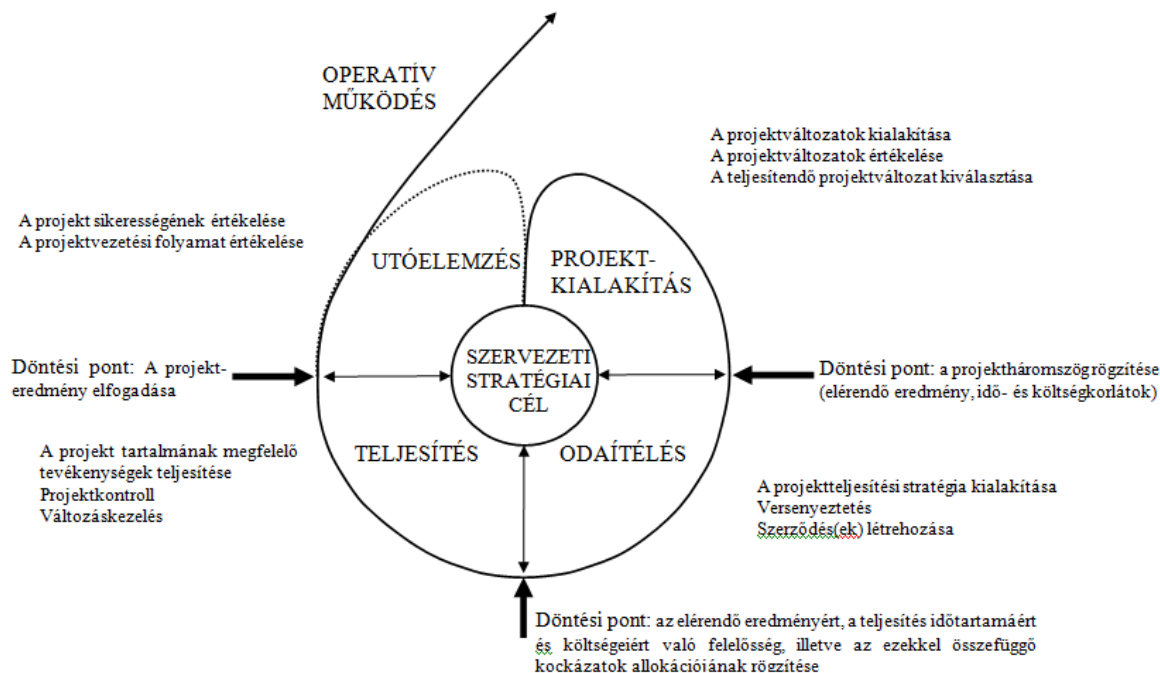 OPERATÍV
MŰKÖDÉS
A projektváltozatok kialakítása
A projektváltozatok értékelése
A teljesítendő projektváltozat kiválasztása
A projekt sikerességének értékelése
A projektvezetési folyamat értékelése
UTÓELEMZÉS
PROJEKT-
KIALAKÍTÁS
SZERVEZETI
STRATÉGIAI
CÉL
Döntési pont: A projekt-
eredmény elfogadása
Döntési pont: a projektháromszög rögzítése
(elérendő eredmény, idő- és költségkorlátok)
TELJESÍTÉS
ODAÍTÉLÉS
A projekt tartalmának megfelelő
tevékenységek teljesítése
Projektkontroll
Változáskezelés
A projektteljesítési stratégia kialakítása
Versenyeztetés
Szerződés(ek) létrehozása
Döntési pont: az elérendő eredményért, a teljesítés időtartamáért
és költségeiért való felelősség, illetve az ezekkel összefüggő
kockázatok allokációjának rögzítése